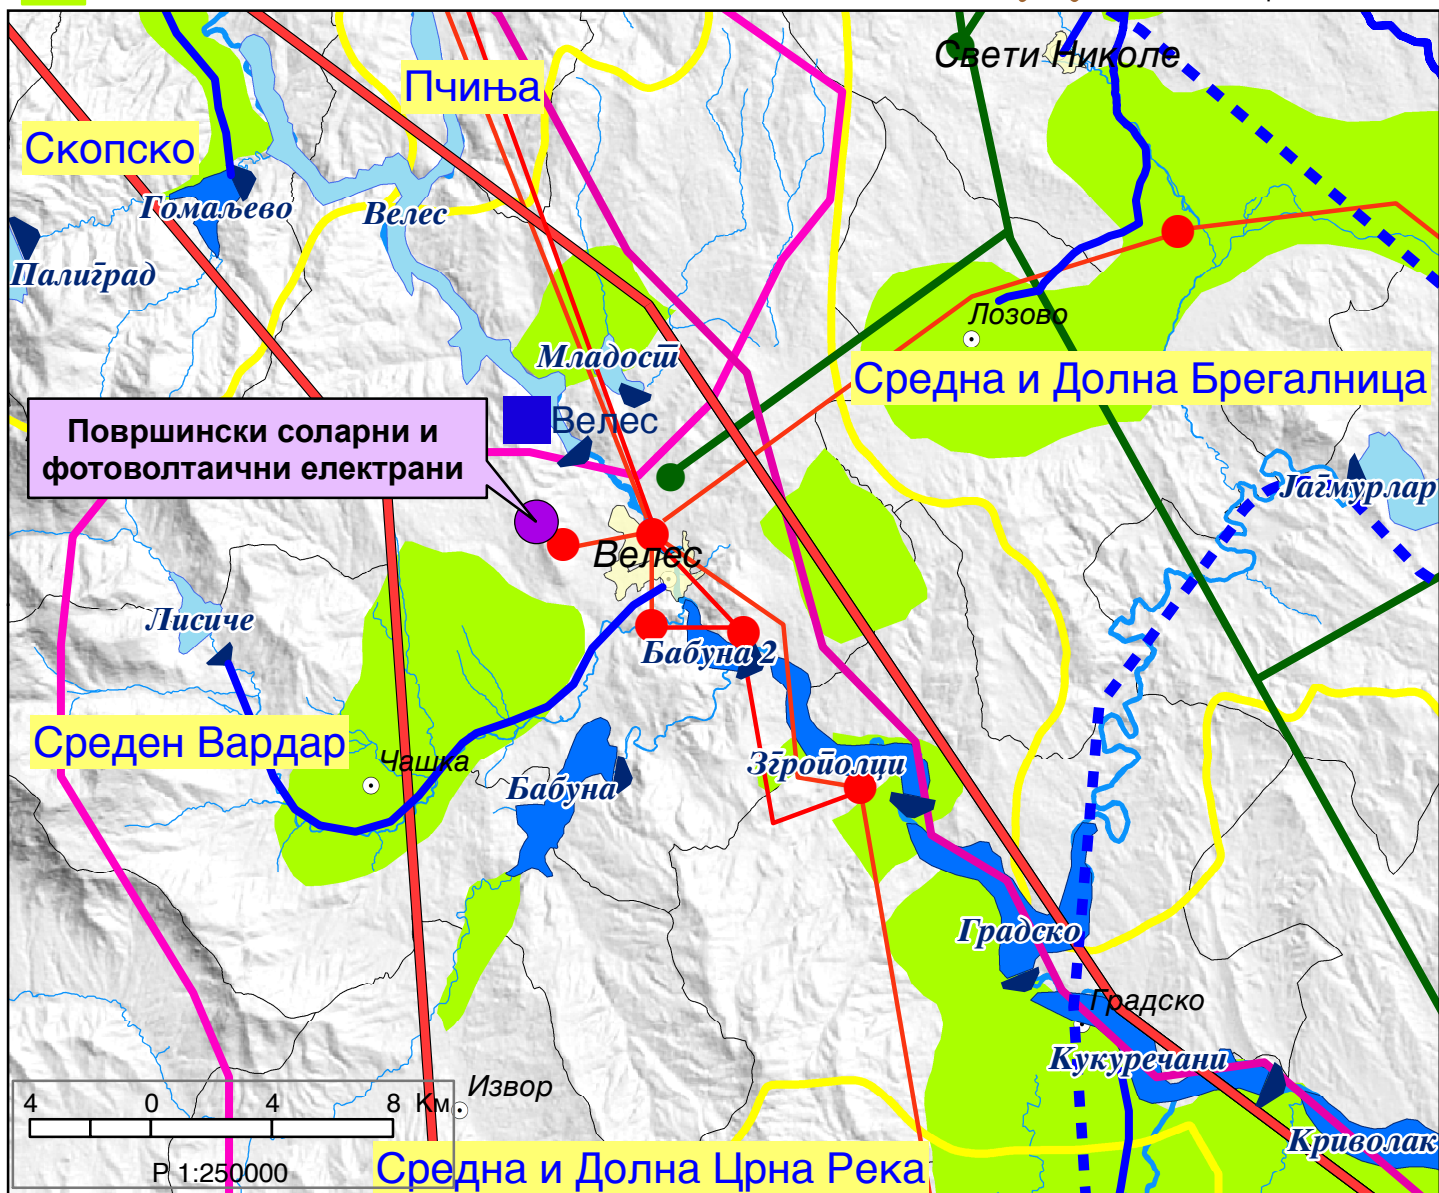 Свети Николе
Пчиња
Скопско
Гомаљево
Велес
Палиград
Лозово
Младост
Средна и Долна Брегалница
Велес
Површински соларни и
фотоволтаични електрани
Јагмурлар
Велес
Лисиче
Бабуна 2
Среден Вардар
Чашка
Згрополци
Бабуна
Градско
Градско
Кукуречани
Извор
4 0 4 8 Км
Криволак
Р 1:250000
Средна и Долна Црна Река